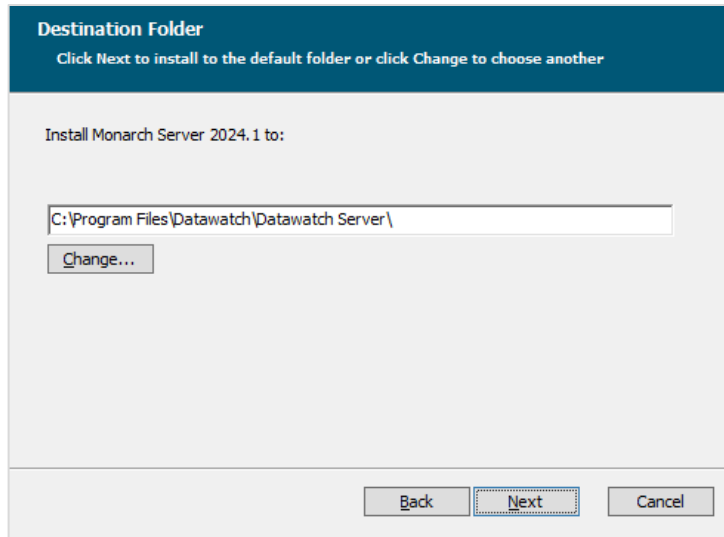 Destination Folder
Click Next to install to the default folder or click Change to choose another
Install Monarch Server 2024.1 to:
C:\Program Files\Datawatch\Datawatch Server\
Change...
Back Next Cancel